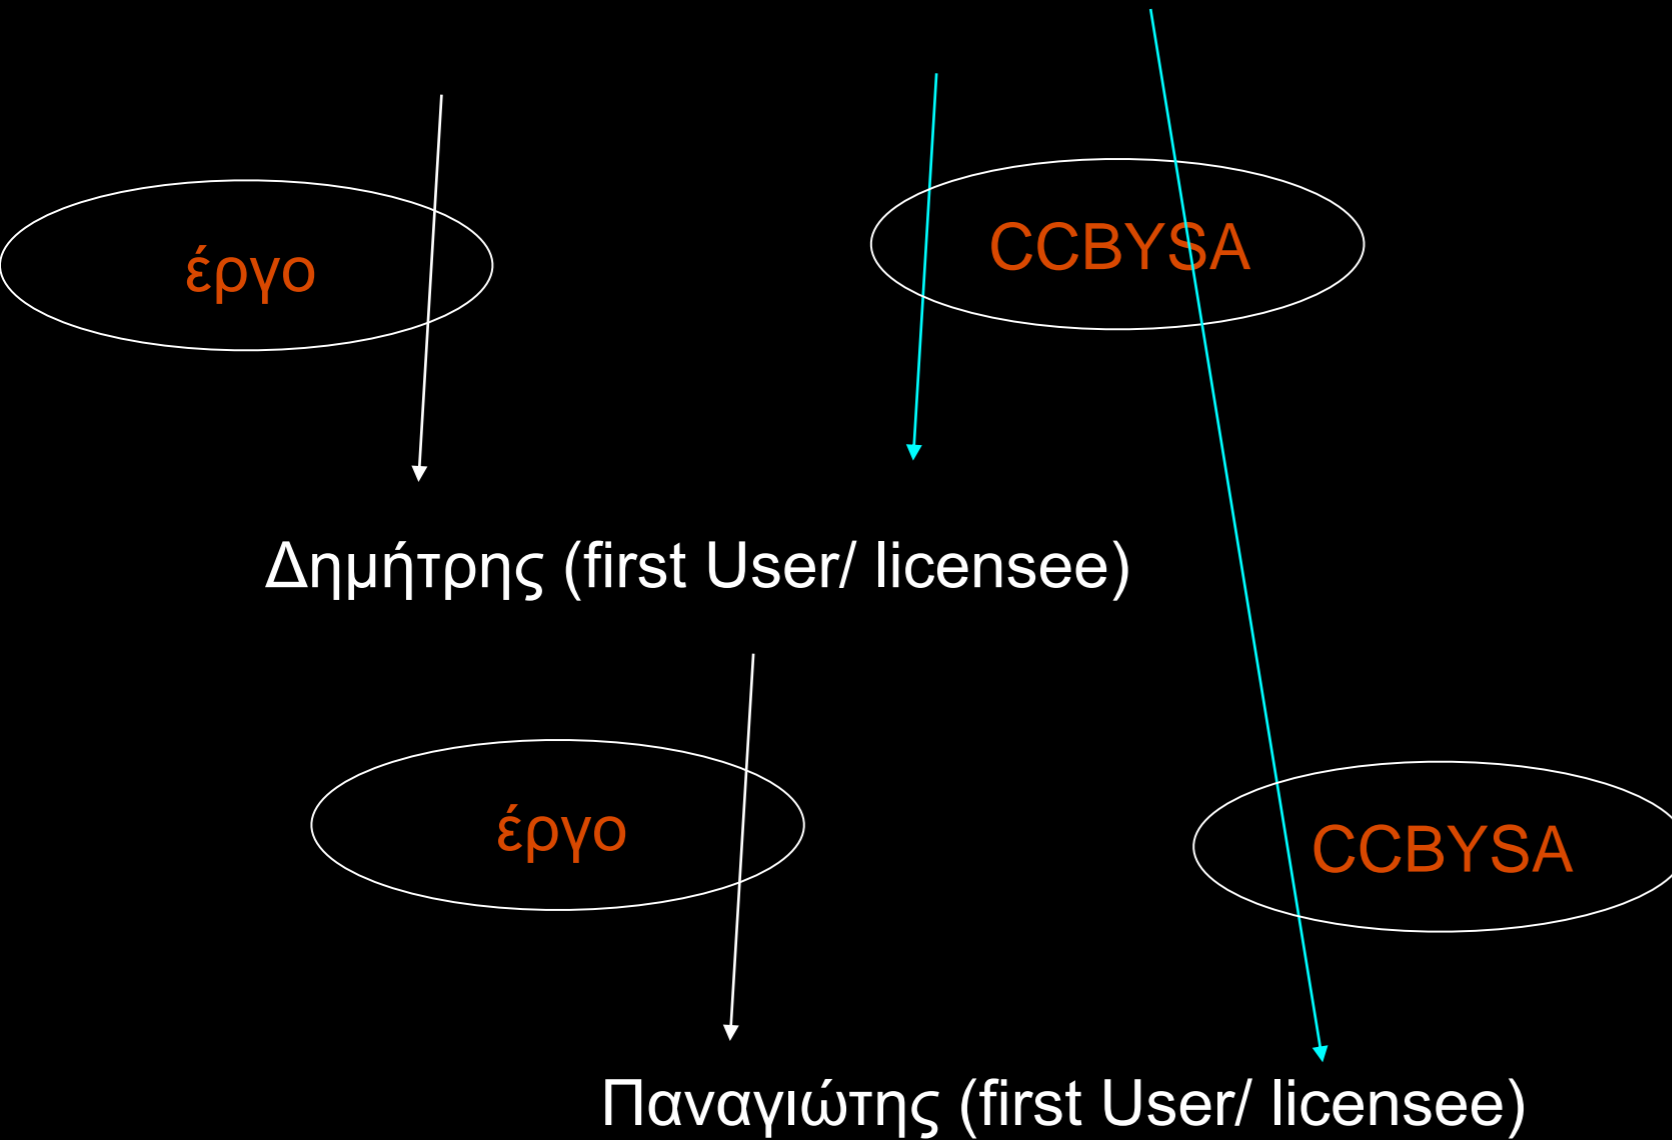 έργο
CCBYSA
Δημήτρης (first User/ licensee)
έργο
CCBYSA
Παναγιώτης (first User/ licensee)